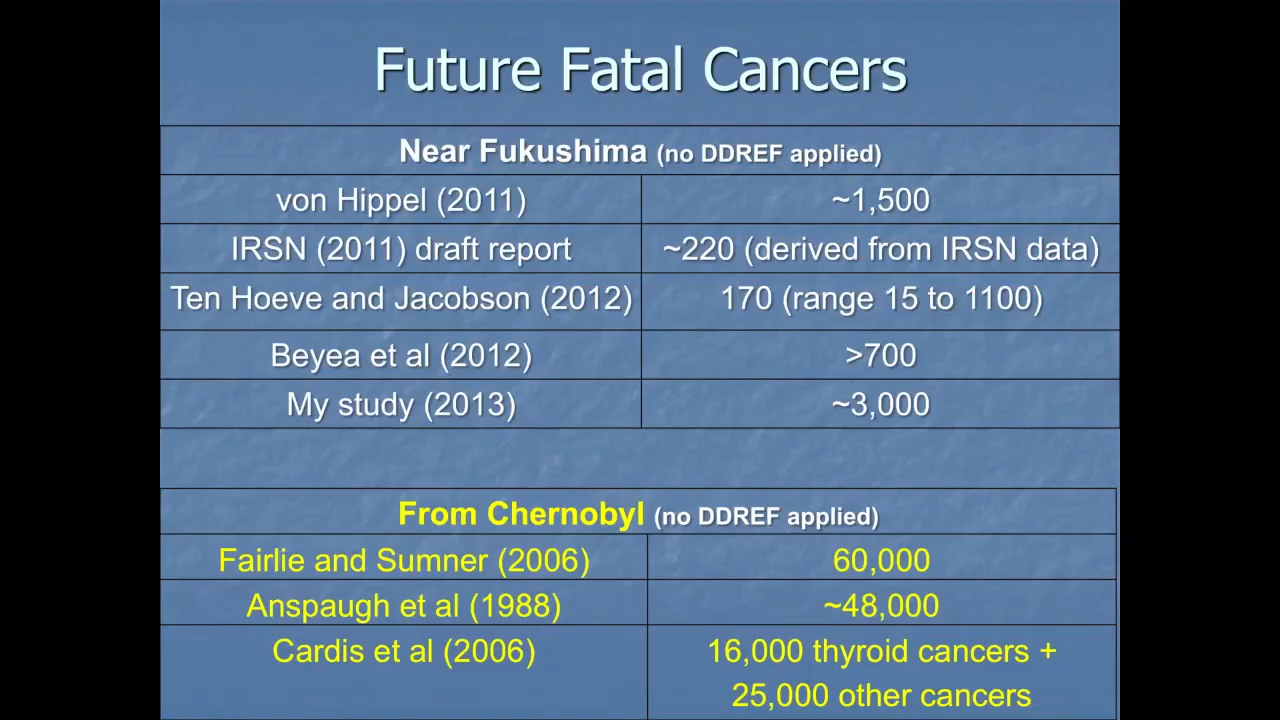 Future Fatal Cancers
Near Fukushima (no DDREF applied)
von Hippel (2011) ~1,500
IRSN (2011) draft report ~220 (derived from IRSN data)
Ten Hoeve and Jacobson (2012) 170 (range 15 to 1100)
Beyea et al (2012) >700
My study (2013) ~3,000
From Chernobyl (no DDREF applied)
Fairlie and Sumner (2006) 60,000
Anspaugh et al (1988) ~48,000
Cardis et al (2006) 16,000 thyroid cancers +
25,000 other cancers